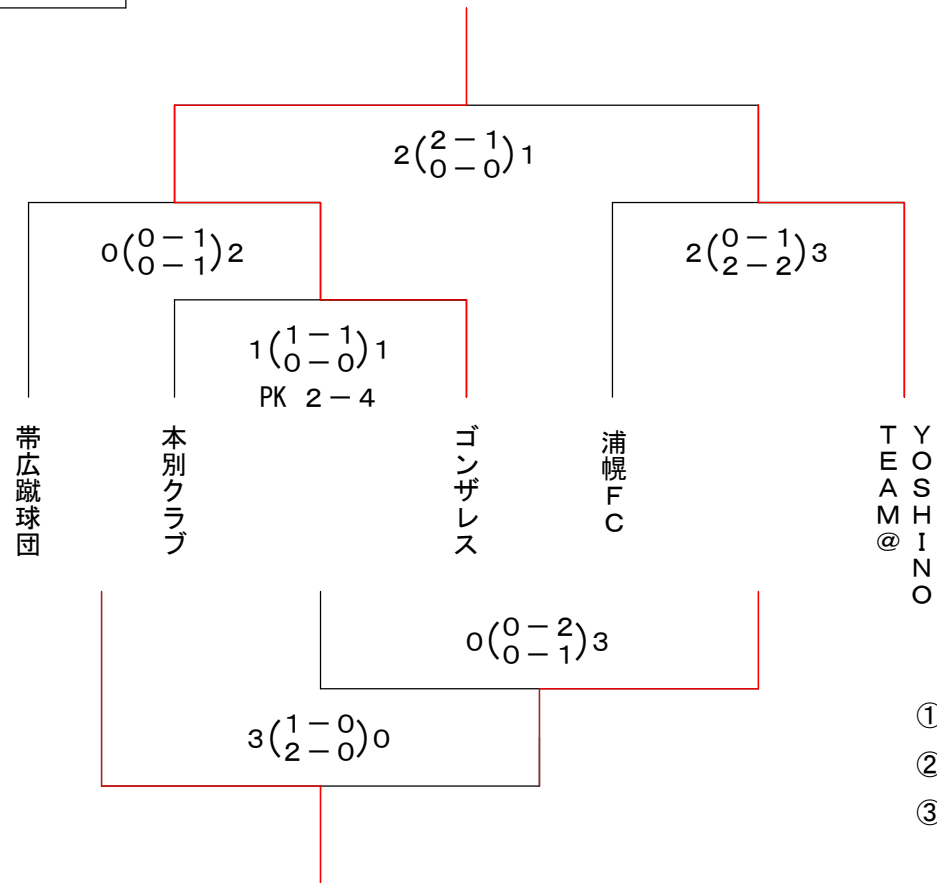 2(2－1
0－0)1
0(0－1
0－1)2
2(0－1
2－2)3
1(1－1
0－0)1
PK 2－4
帯広蹴球団
本別クラブ
ゴンザレス
浦幌ＦＣ
ＹＯＳＨＩＮＯ
ＴＥＡＭ＠
0(0－2
0－1)3
3(1－0
2－0)0
①
②
③